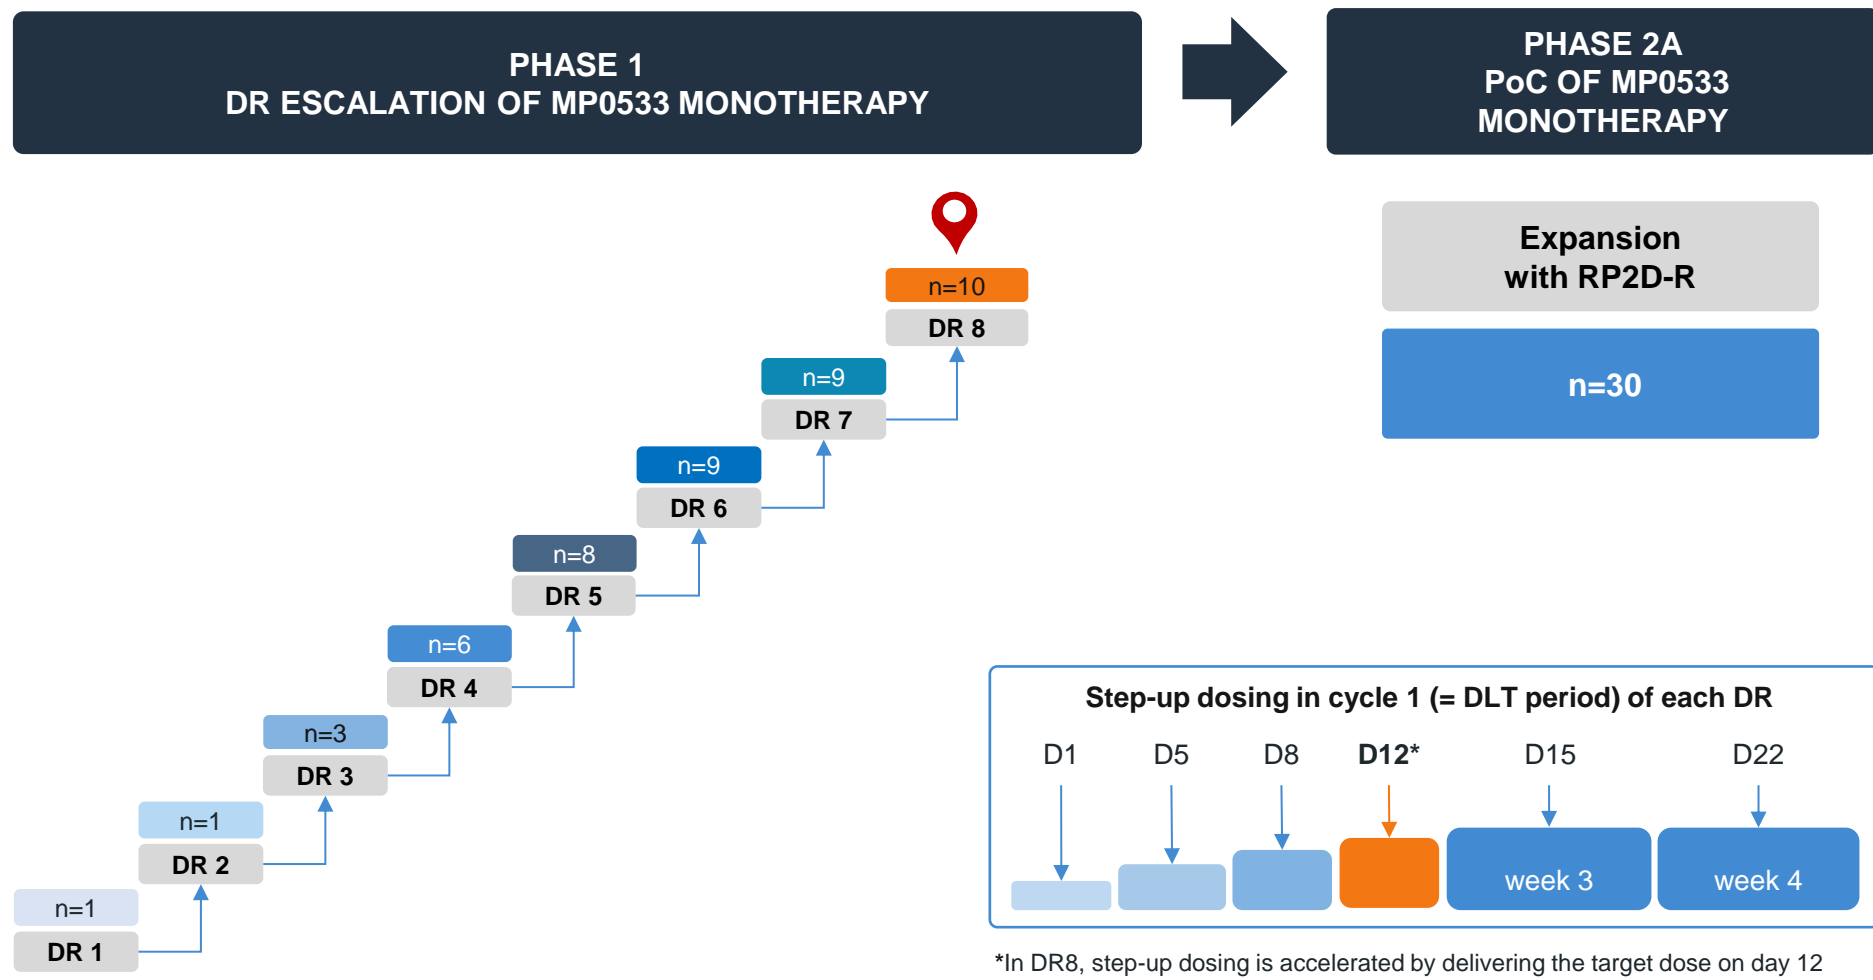 PHASE 1
DR ESCALATION OF MP0533 MONOTHERAPY
PHASE 2A
PoC OF MP0533
MONOTHERAPY
Expansion
with RP2D-R
n=30
n=10
DR 8
n=9
DR 7
n=9
DR 6
n=8
DR 5
n=6
DR 4
n=3
DR 3
n=1
DR 2
n=1
DR 1
Step-up dosing in cycle 1 (= DLT period) of each DR
D1 D5 D8 D12* D15 D22
week 3 week 4
*In DR8, step-up dosing is accelerated by delivering the target dose on day 12